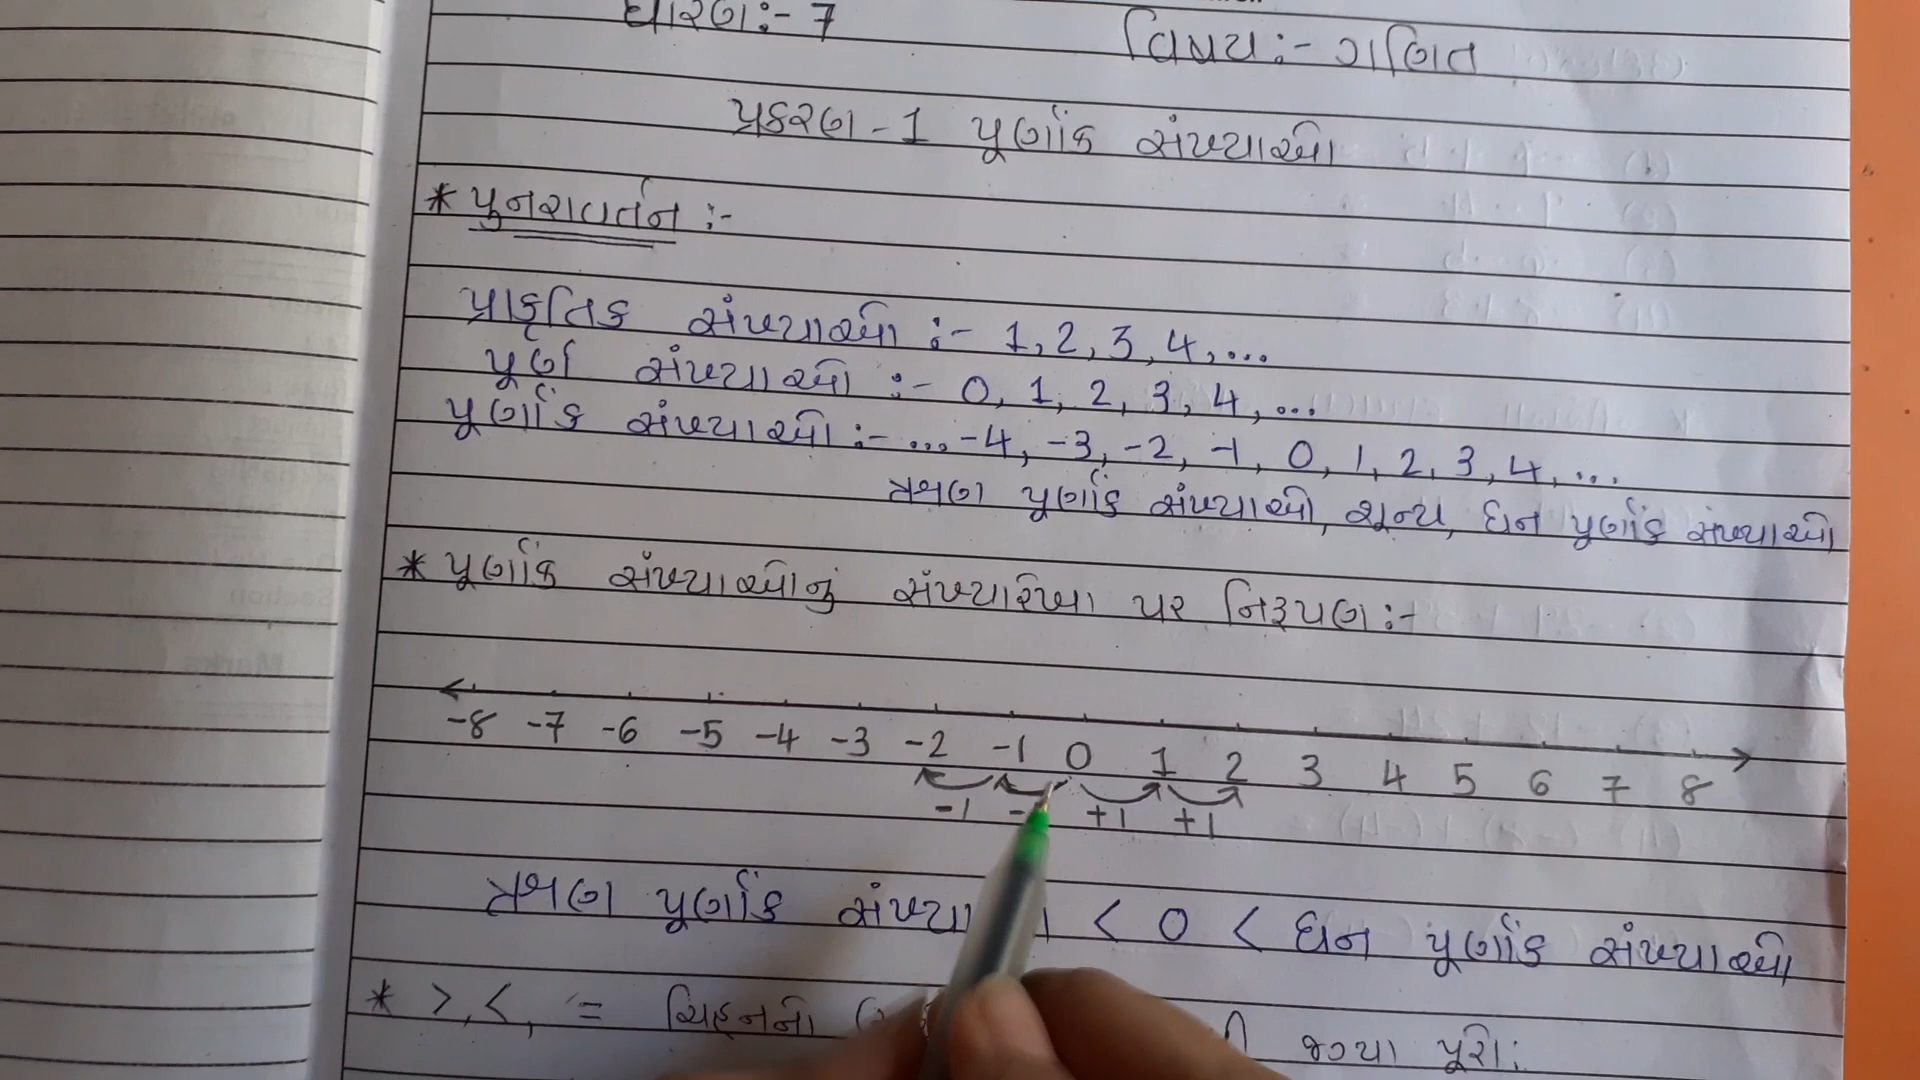 ધોરણ:- 7 વિષય:- ગણિત
પ્રકરણ - 1 પૂર્ણાંક સંખ્યાઓ
* પુનરાવર્તન :-
પ્રાકૃતિક સંખ્યાઓ :- 1, 2, 3, 4, ...
પૂર્ણ સંખ્યાઓ :- 0, 1, 2, 3, 4, ...
પૂર્ણાંક સંખ્યાઓ :- ... -4, -3, -2, -1, 0, 1, 2, 3, 4, ...
ઋણ પૂર્ણાંક સંખ્યાઓ, શૂન્ય, ધન પૂર્ણાંક સંખ્યાઓ
* પૂર્ણાંક સંખ્યાઓનું સંખ્યારેખા પર નિરૂપણ :-
-8 -7 -6 -5 -4 -3 -2 -1 0 1 2 3 4 5 6 7 8
-1 +1 +1
ઋણ પૂર્ણાંક < 0 < ધન પૂર્ણાંક સંખ્યાઓ
* >, <, = ચિહ્નની જગ્યા પૂરો: